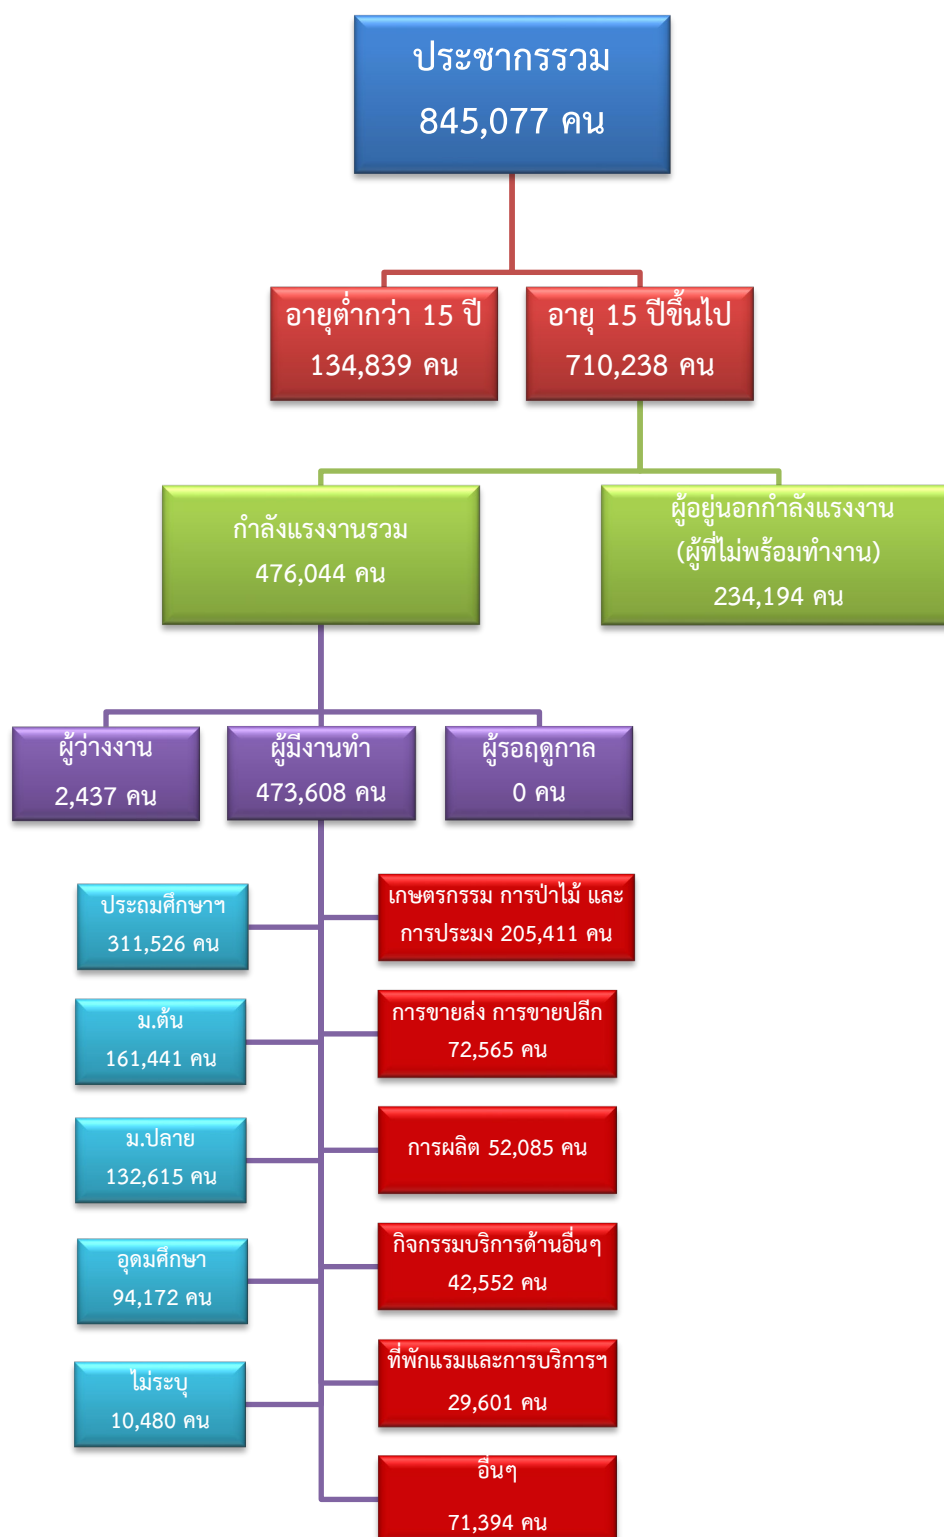 ประชากรรวม
845,077 คน
อายุต่ำกว่า 15 ปี
134,839 คน
อายุ 15 ปีขึ้นไป
710,238 คน
กำลังแรงงานรวม
476,044 คน
ผู้อยู่นอกกำลังแรงงาน
(ผู้ที่ไม่พร้อมทำงาน)
234,194 คน
ผู้ว่างงาน
2,437 คน
ผู้มีงานทำ
473,608 คน
ผู้รอฤดูกาล
0 คน
ประถมศึกษาฯ
311,526 คน
ม.ต้น
161,441 คน
ม.ปลาย
132,615 คน
อุดมศึกษา
94,172 คน
ไม่ระบุ
10,480 คน
เกษตรกรรม การป่าไม้ และ
การประมง 205,411 คน
การขายส่ง การขายปลีก
72,565 คน
การผลิต 52,085 คน
กิจกรรมบริการด้านอื่นๆ
42,552 คน
ที่พักแรมและการบริการฯ
29,601 คน
อื่นๆ
71,394 คน